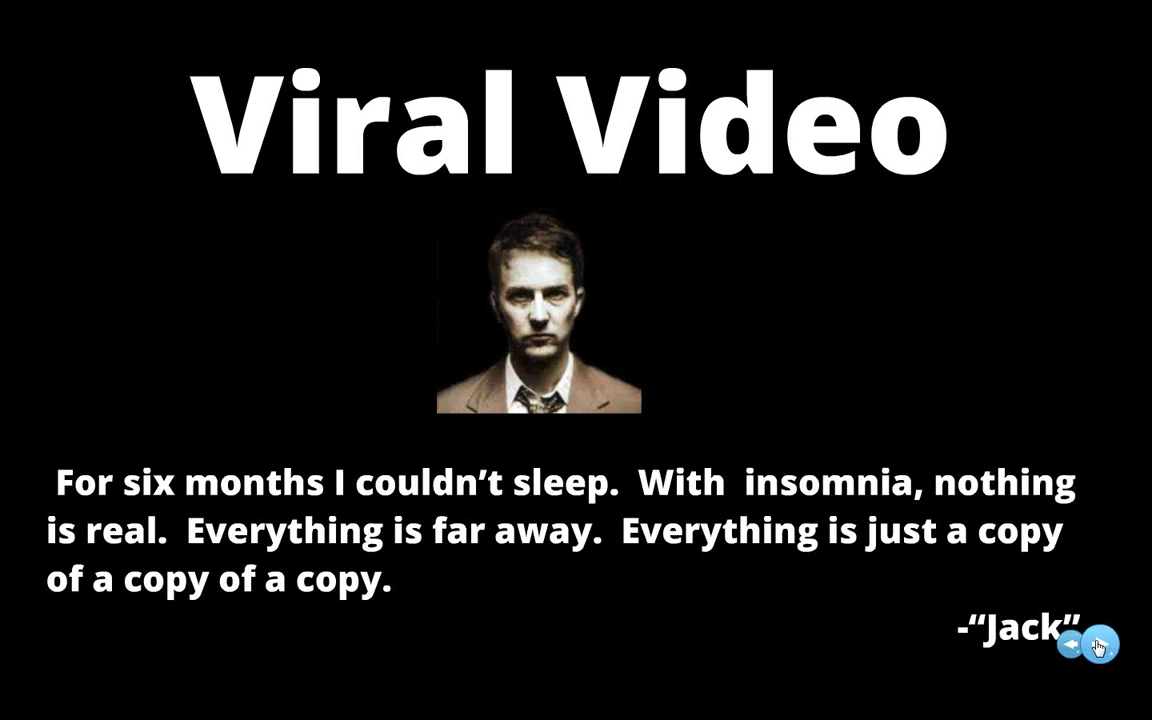 Viral Video
For six months I couldn’t sleep.  With  insomnia, nothing
is real.  Everything is far away.  Everything is just a copy
of a copy of a copy.
-“Jack”